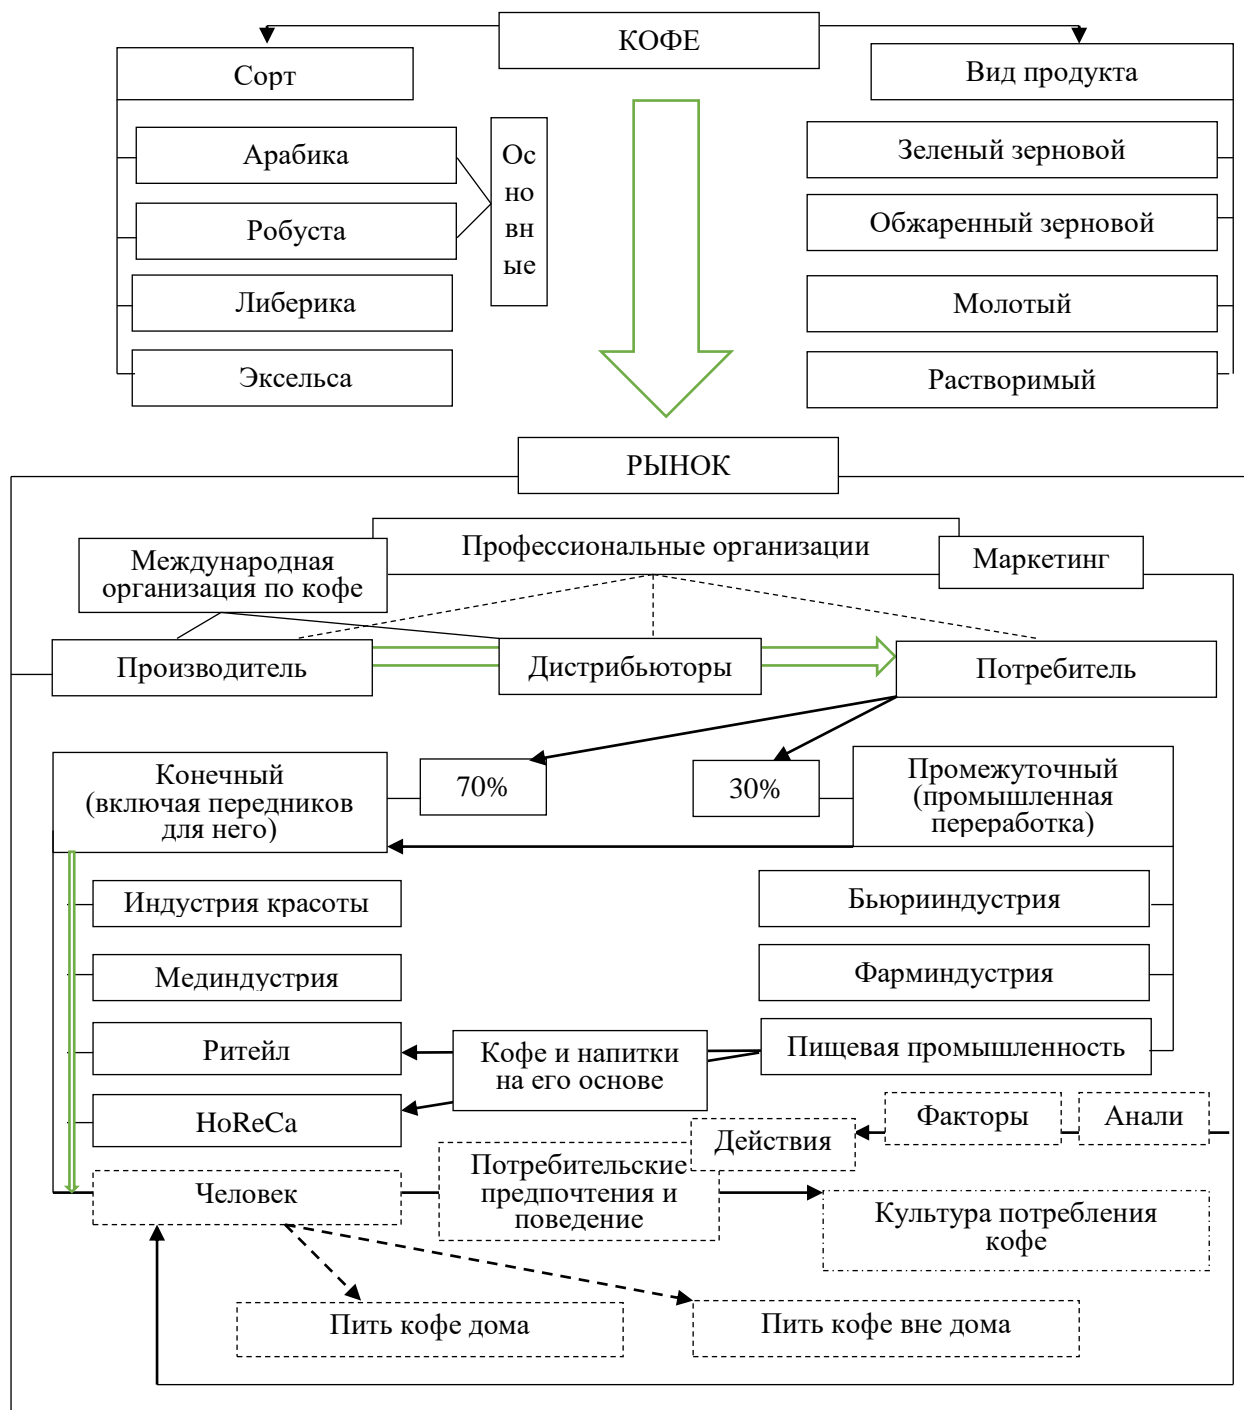 КОФЕ
Сорт
Вид продукта
Арабика
Робуста
Либерика
Эксельса
Ос
но
вн
ые
Зеленый зерновой
Обжаренный зерновой
Молотый
Растворимый
РЫНОК
Профессиональные организации
Международная
организация по кофе
Маркетинг
Производитель
Дистрибьюторы
Потребитель
Конечный
(включая передников
для него)
70%
30%
Промежуточный
(промышленная
переработка)
Индустрия красоты
Мединдустрия
Ритейл
HoReCa
Бьюрииндустрия
Фарминдустрия
Пищевая промышленность
Кофе и напитки
на его основе
Действия
Факторы
Анали
Человек
Потребительские
предпочтения и
поведение
Культура потребления
кофе
Пить кофе дома
Пить кофе вне дома